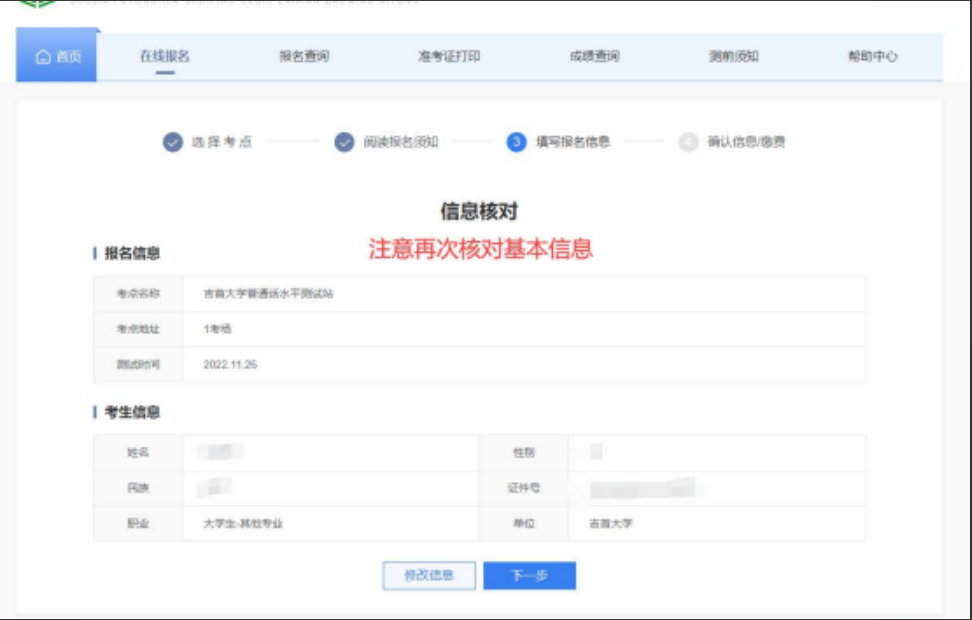 首页 在线报名 报名查询 准考证打印 成绩查询 测前须知 帮助中心
选择考点 阅读报名须知 3 填写报名信息 4 确认信息/缴费
信息核对
注意再次核对基本信息
报名信息
考点名称 吉首大学普通话水平测试站
考点地址 1考场
测试时间 2022.11.26
考生信息
姓名 性别
民族 证件号
职业 大学生-其他专业 单位 吉首大学
修改信息 下一步